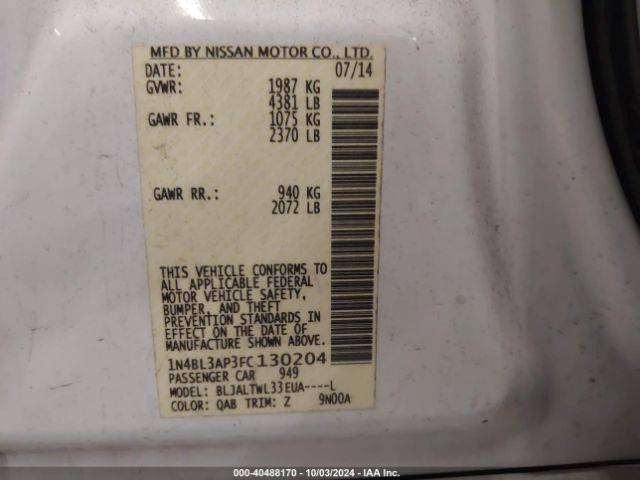 MFD BY NISSAN MOTOR CO., LTD.
DATE: 07/14
GVWR: 1987 KG
4381 LB
GAWR FR.: 1075 KG
2370 LB
GAWR RR.: 940 KG
2072 LB
THIS VEHICLE CONFORMS TO
ALL APPLICABLE FEDERAL
MOTOR VEHICLE SAFETY,
BUMPER, AND THEFT
PREVENTION STANDARDS IN
EFFECT ON THE DATE OF
MANUFACTURE SHOWN ABOVE.
1N4BL3AP3FC130204
PASSENGER CAR 949
MODEL: BLJALTWL33EUA----L
COLOR: QAB TRIM: Z 9N00A
000-40488170 - 10/03/2024 - IAA Inc.